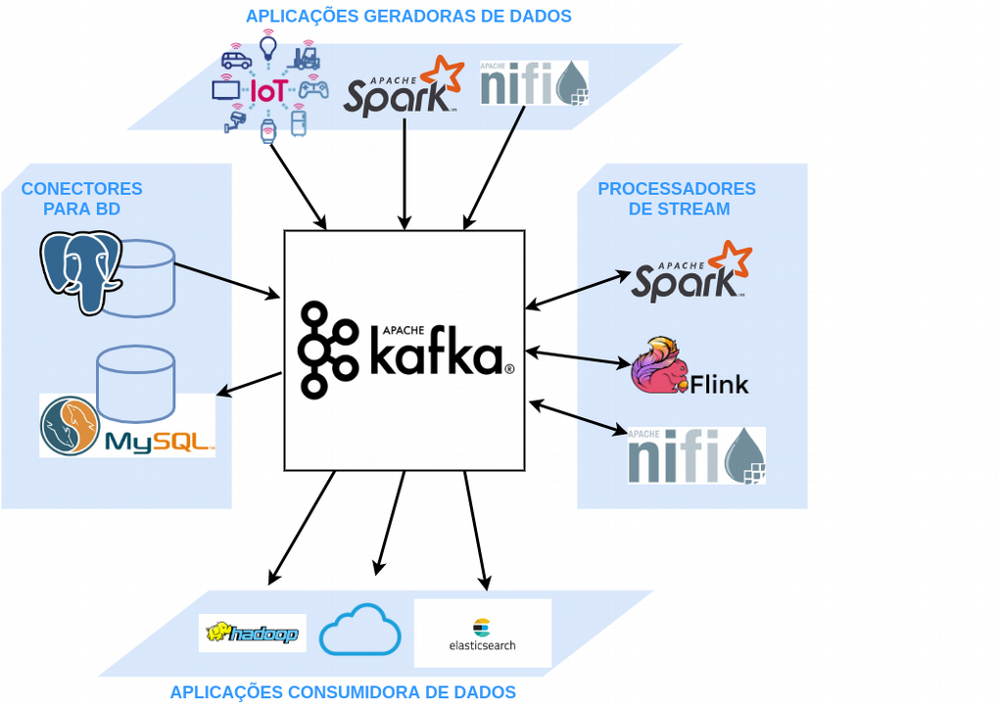 APLICAÇÕES GERADORAS DE DADOS
IoT
APACHE
Spark
APACHE
nifi
CONECTORES
PARA BD
PROCESSADORES
DE STREAM
APACHE
Spark
APACHE
kafka®
Flink
MySQL
APACHE
nifi
hadoop
elasticsearch
APLICAÇÕES CONSUMIDORA DE DADOS